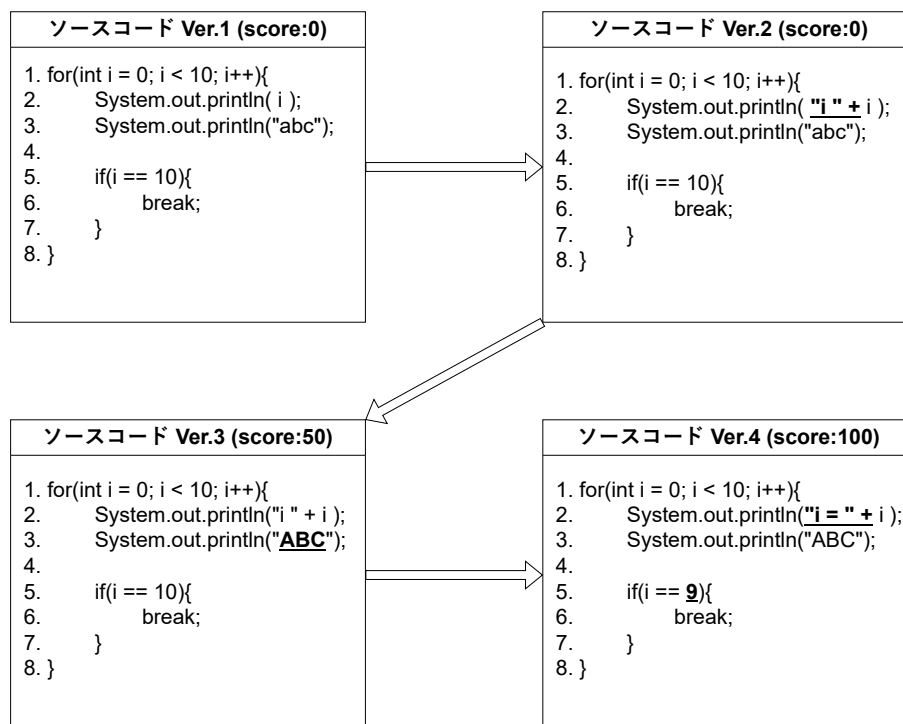 ソースコード Ver.1 (score:0)
1. for(int i = 0; i < 10; i++){
2. System.out.println( i );
3. System.out.println("abc");
4.
5. if(i == 10){
6. break;
7. }
8. }
ソースコード Ver.2 (score:0)
1. for(int i = 0; i < 10; i++){
2. System.out.println( "i " + i );
3. System.out.println("abc");
4.
5. if(i == 10){
6. break;
7. }
8. }
ソースコード Ver.3 (score:50)
1. for(int i = 0; i < 10; i++){
2. System.out.println("i " + i );
3. System.out.println("ABC");
4.
5. if(i == 10){
6. break;
7. }
8. }
ソースコード Ver.4 (score:100)
1. for(int i = 0; i < 10; i++){
2. System.out.println("i = " + i );
3. System.out.println("ABC");
4.
5. if(i == 9){
6. break;
7. }
8. }